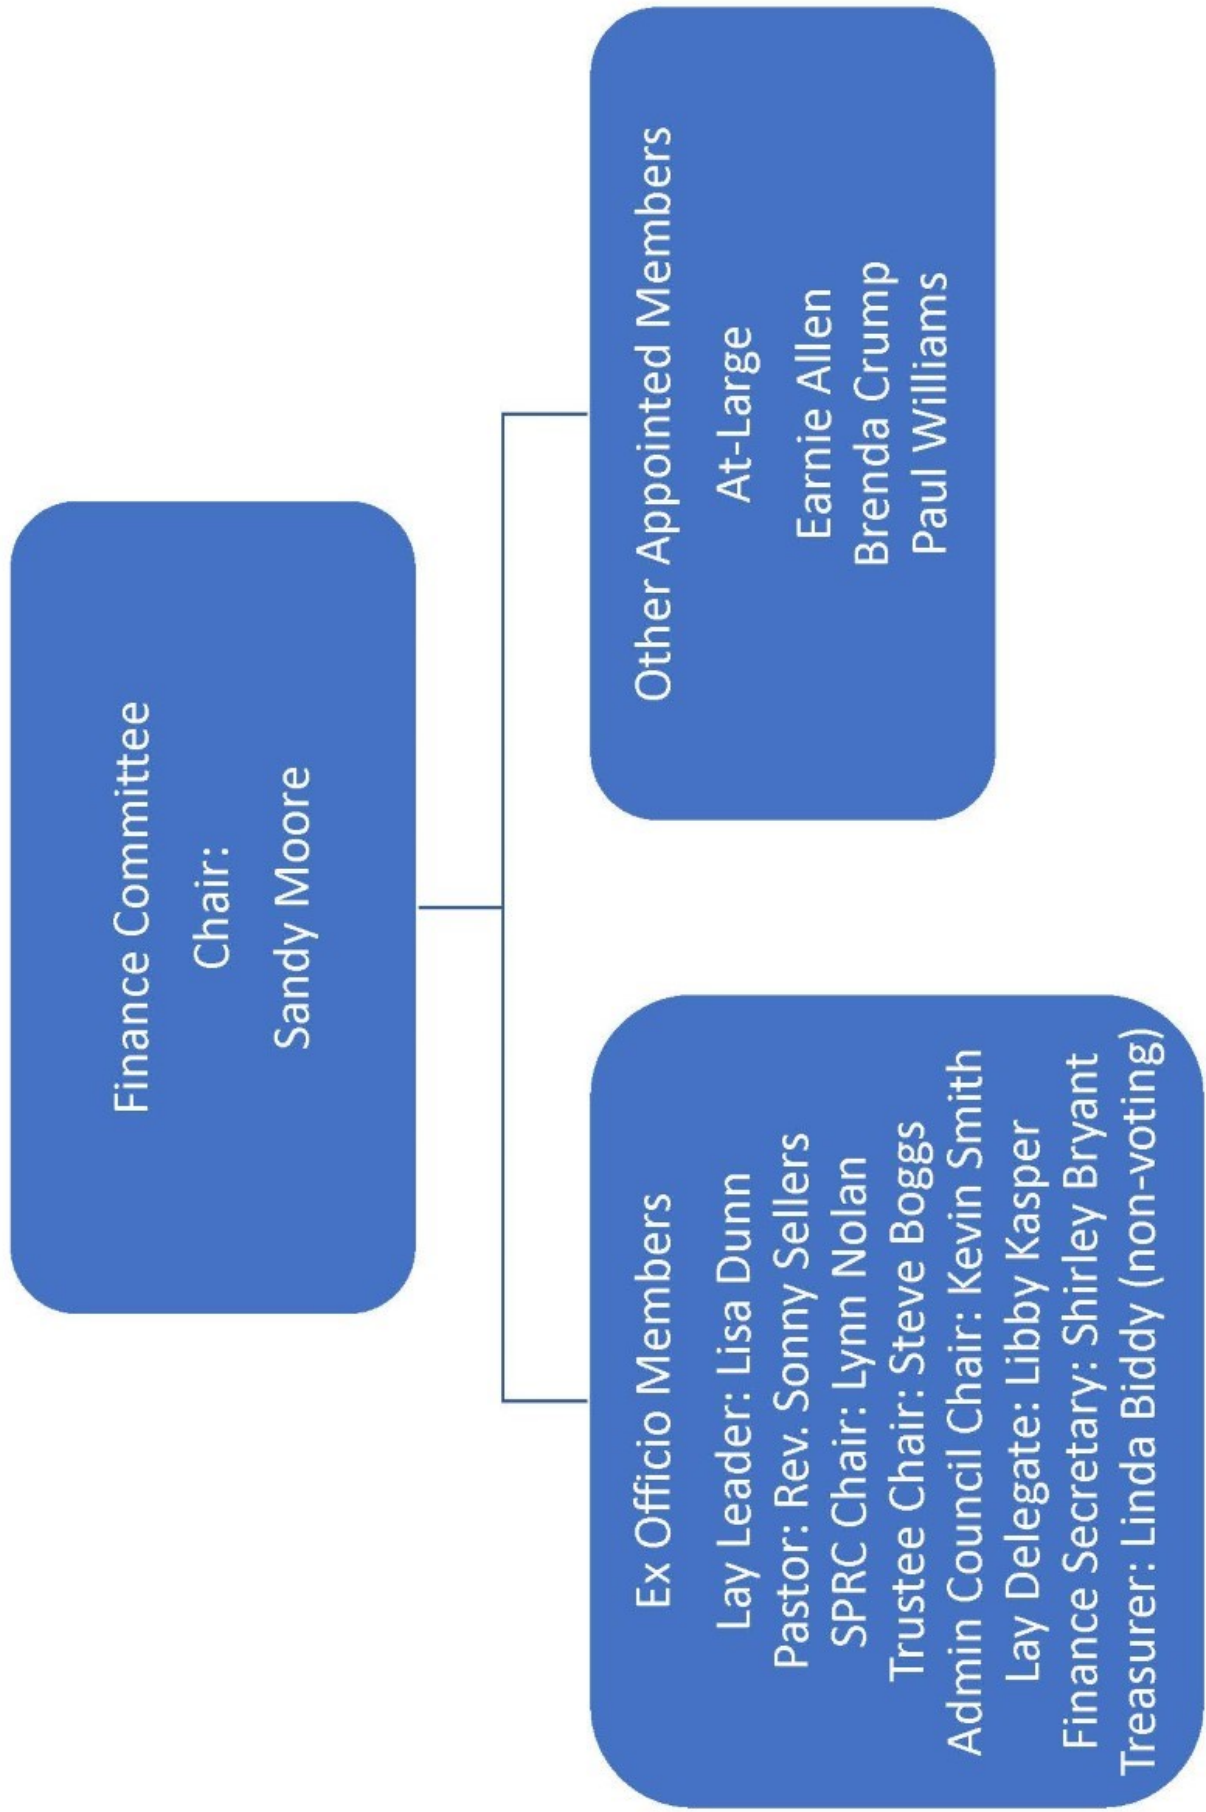 Finance Committee
Chair:
Sandy Moore
Ex Officio Members
Lay Leader: Lisa Dunn
Pastor: Rev. Sonny Sellers
SPRC Chair: Lynn Nolan
Trustee Chair: Steve Boggs
Admin Council Chair: Kevin Smith
Lay Delegate: Libby Kasper
Finance Secretary: Shirley Bryant
Treasurer: Linda Biddy (non-voting)
Other Appointed Members
At-Large
Earnie Allen
Brenda Crump
Paul Williams